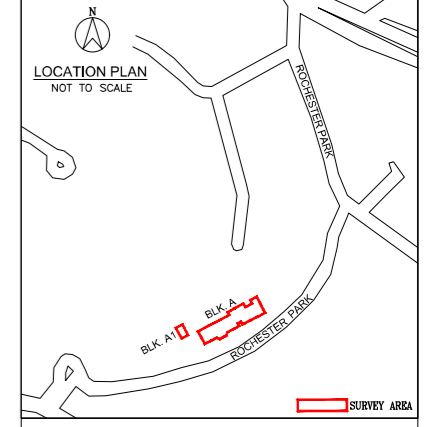 N
LOCATION PLAN
NOT TO SCALE
ROCHESTER PARK
BLK. A
BLK. A1
ROCHESTER PARK
SURVEY AREA